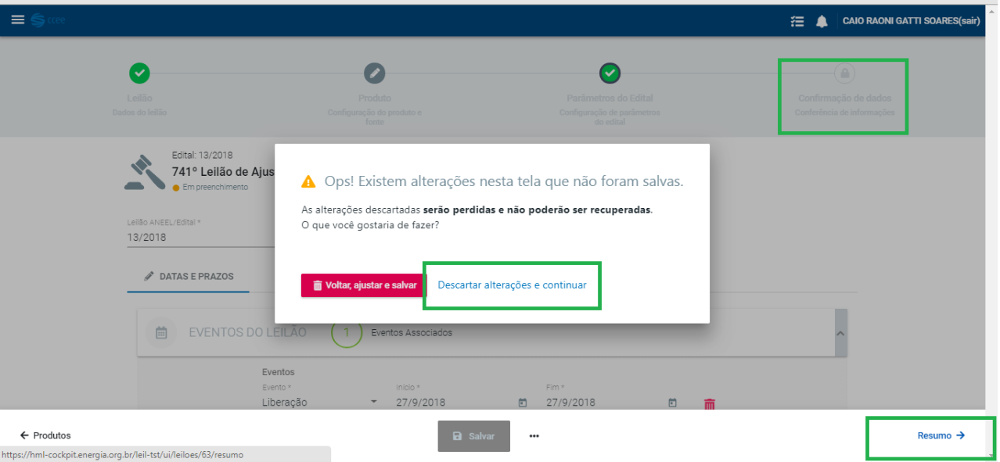 ccee
CAIO RAONI GATTI SOARES(sair)
Leilão
Dados do leilão
Produto
Configuração do produto e
fonte
Parâmetros do Edital
Configuração de parâmetros
do edital
Confirmação de dados
Conferência de informações
Edital: 13/2018
741º Leilão de Ajus
Em preenchimento
Leilão ANEEL/Edital *
13/2018
Ops! Existem alterações nesta tela que não foram salvas.
As alterações descartadas serão perdidas e não poderão ser recuperadas.
O que você gostaria de fazer?
Voltar, ajustar e salvar
Descartar alterações e continuar
DATAS E PRAZOS
EVENTOS DO LEILÃO
1
Eventos Associados
Eventos
Evento *
Início *
Fim *
Liberação
27/9/2018
27/9/2018
Produtos
Salvar
Resumo
https://hml-cockpit.energia.org.br/leil-tst/ui/leiloes/63/resumo